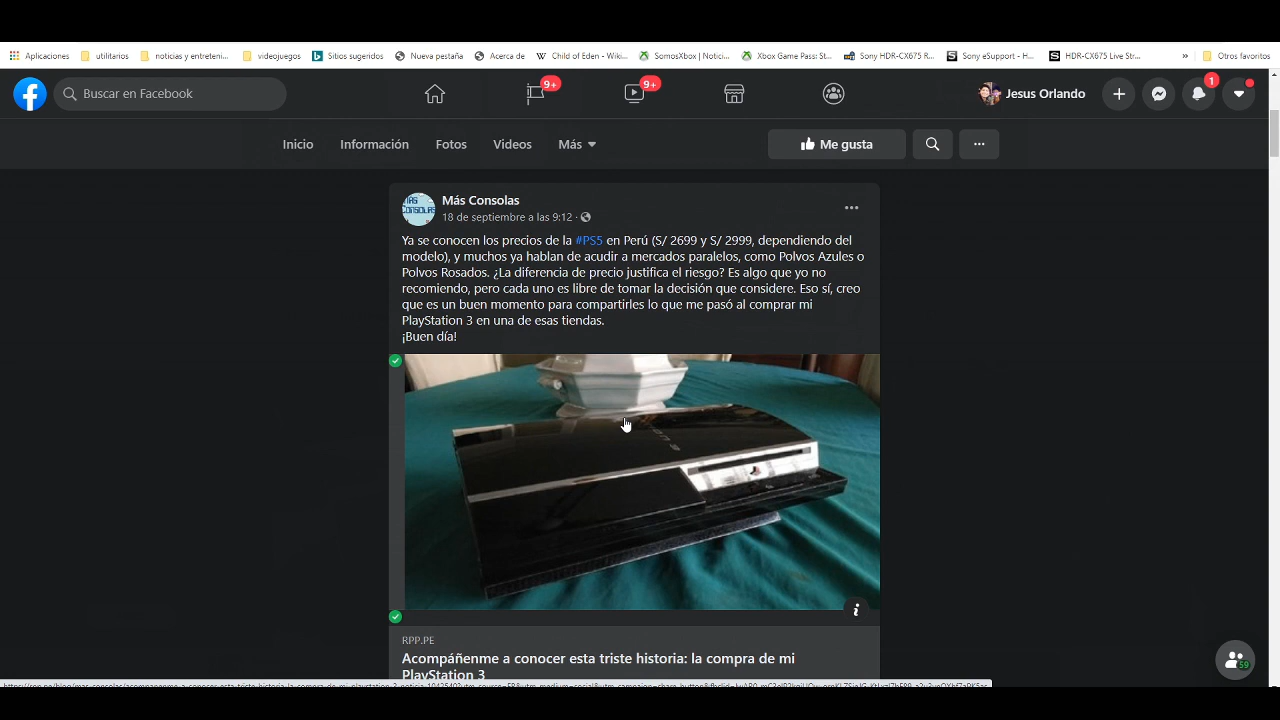 Aplicaciones utilitarios noticias y entreteni... videojuegos Sitios sugeridos Nueva pestaña Acerca de Child of Eden - Wiki... SomosXbox | Notici... Xbox Game Pass: St... Sony HDR-CX675 R... Sony eSupport - H... HDR-CX675 Live Str... » Otros favoritos
Buscar en Facebook 9+ 9+ Jesus Orlando 1
Inicio Información Fotos Videos Más Me gusta
MÁS CONSOLAS
Más Consolas
18 de septiembre a las 9:12
Ya se conocen los precios de la #PS5 en Perú (S/ 2699 y S/ 2999, dependiendo del
modelo), y muchos ya hablan de acudir a mercados paralelos, como Polvos Azules o
Polvos Rosados. ¿La diferencia de precio justifica el riesgo? Es algo que yo no
recomiendo, pero cada uno es libre de tomar la decisión que considere. Eso sí, creo
que es un buen momento para compartirles lo que me pasó al comprar mi
PlayStation 3 en una de esas tiendas.
¡Buen día!
RPP.PE
Acompáñenme a conocer esta triste historia: la compra de mi
PlayStation 3
59